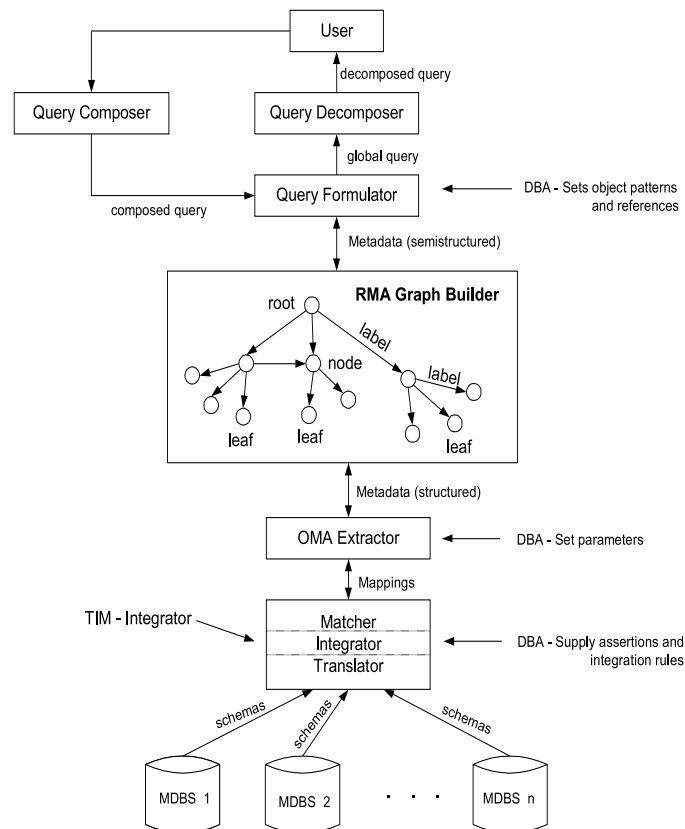 User
decomposed query
Query Composer
Query Decomposer
global query
Query Formulator
composed query
DBA - Sets object patterns
and references
Metadata (semistructured)
RMA Graph Builder
root
label
node
label
leaf
leaf
leaf
Metadata (structured)
OMA Extractor
DBA - Set parameters
Mappings
TIM - Integrator
Matcher
Integrator
Translator
DBA - Supply assertions and
integration rules
schemas
schemas
schemas
MDBS 1
MDBS 2
. . .
MDBS n